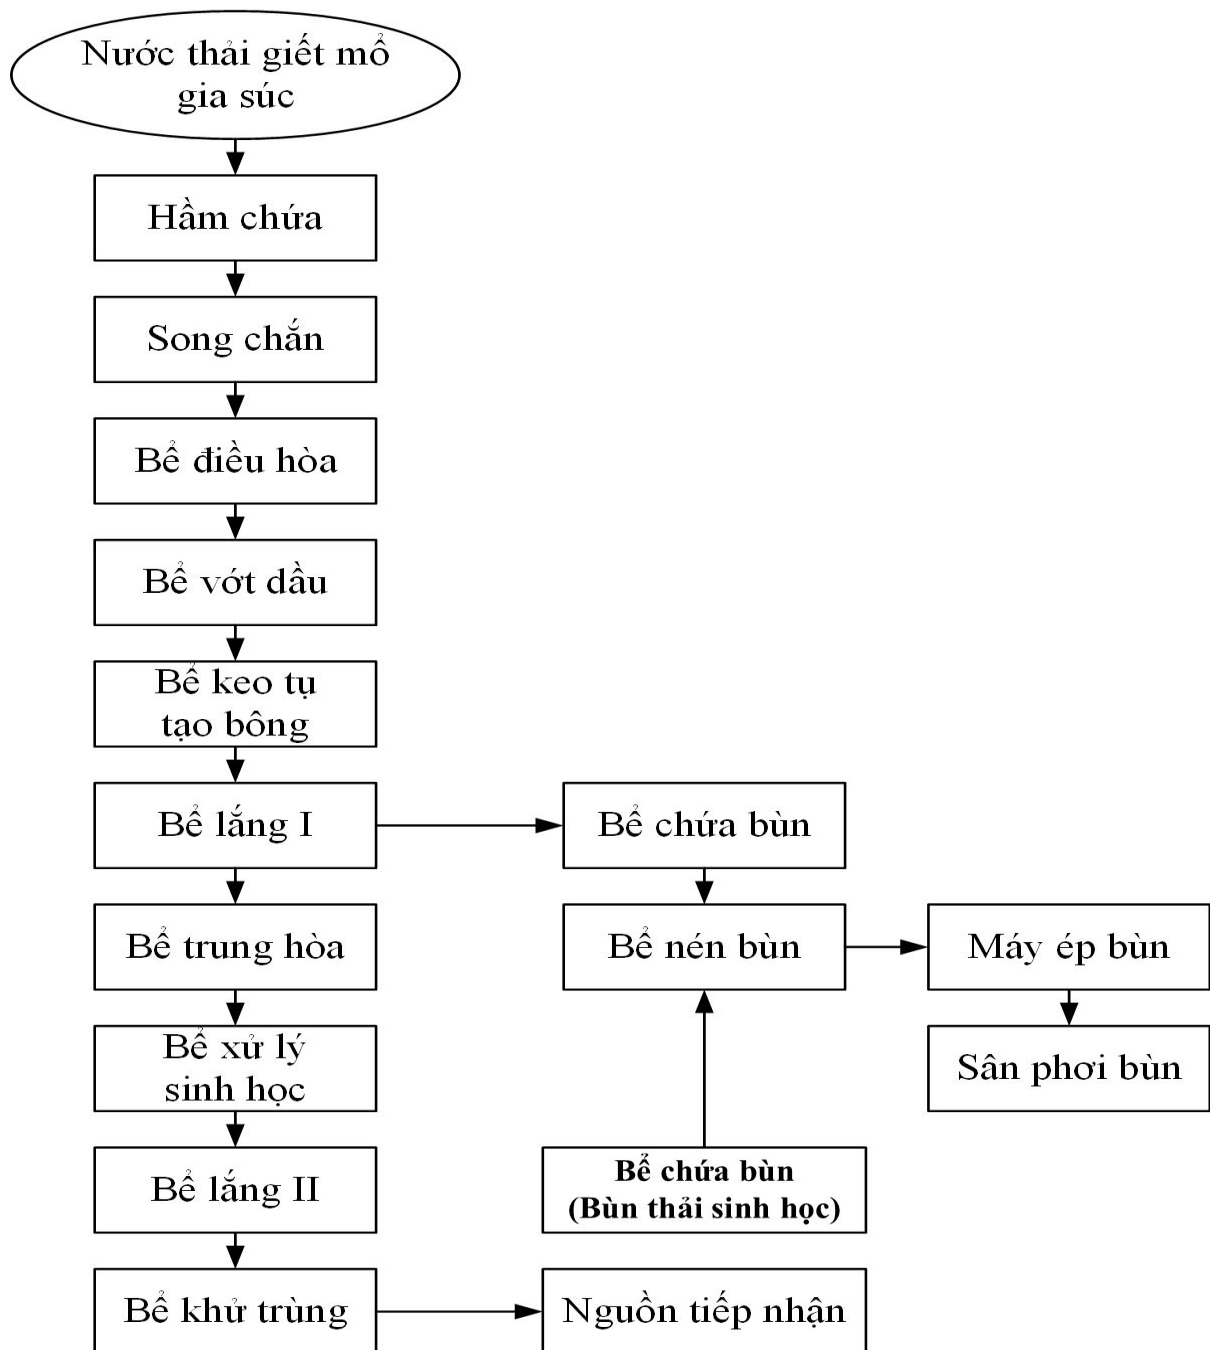 Nước thải giết mổ
gia súc
Hầm chứa
Song chắn
Bể điều hòa
Bể vớt dầu
Bể keo tụ
tạo bông
Bể lắng I
Bể chứa bùn
Bể trung hòa
Bể nén bùn
Máy ép bùn
Bể xử lý
sinh học
Sân phơi bùn
Bể lắng II
Bể chứa bùn
(Bùn thải sinh học)
Bể khử trùng
Nguồn tiếp nhận